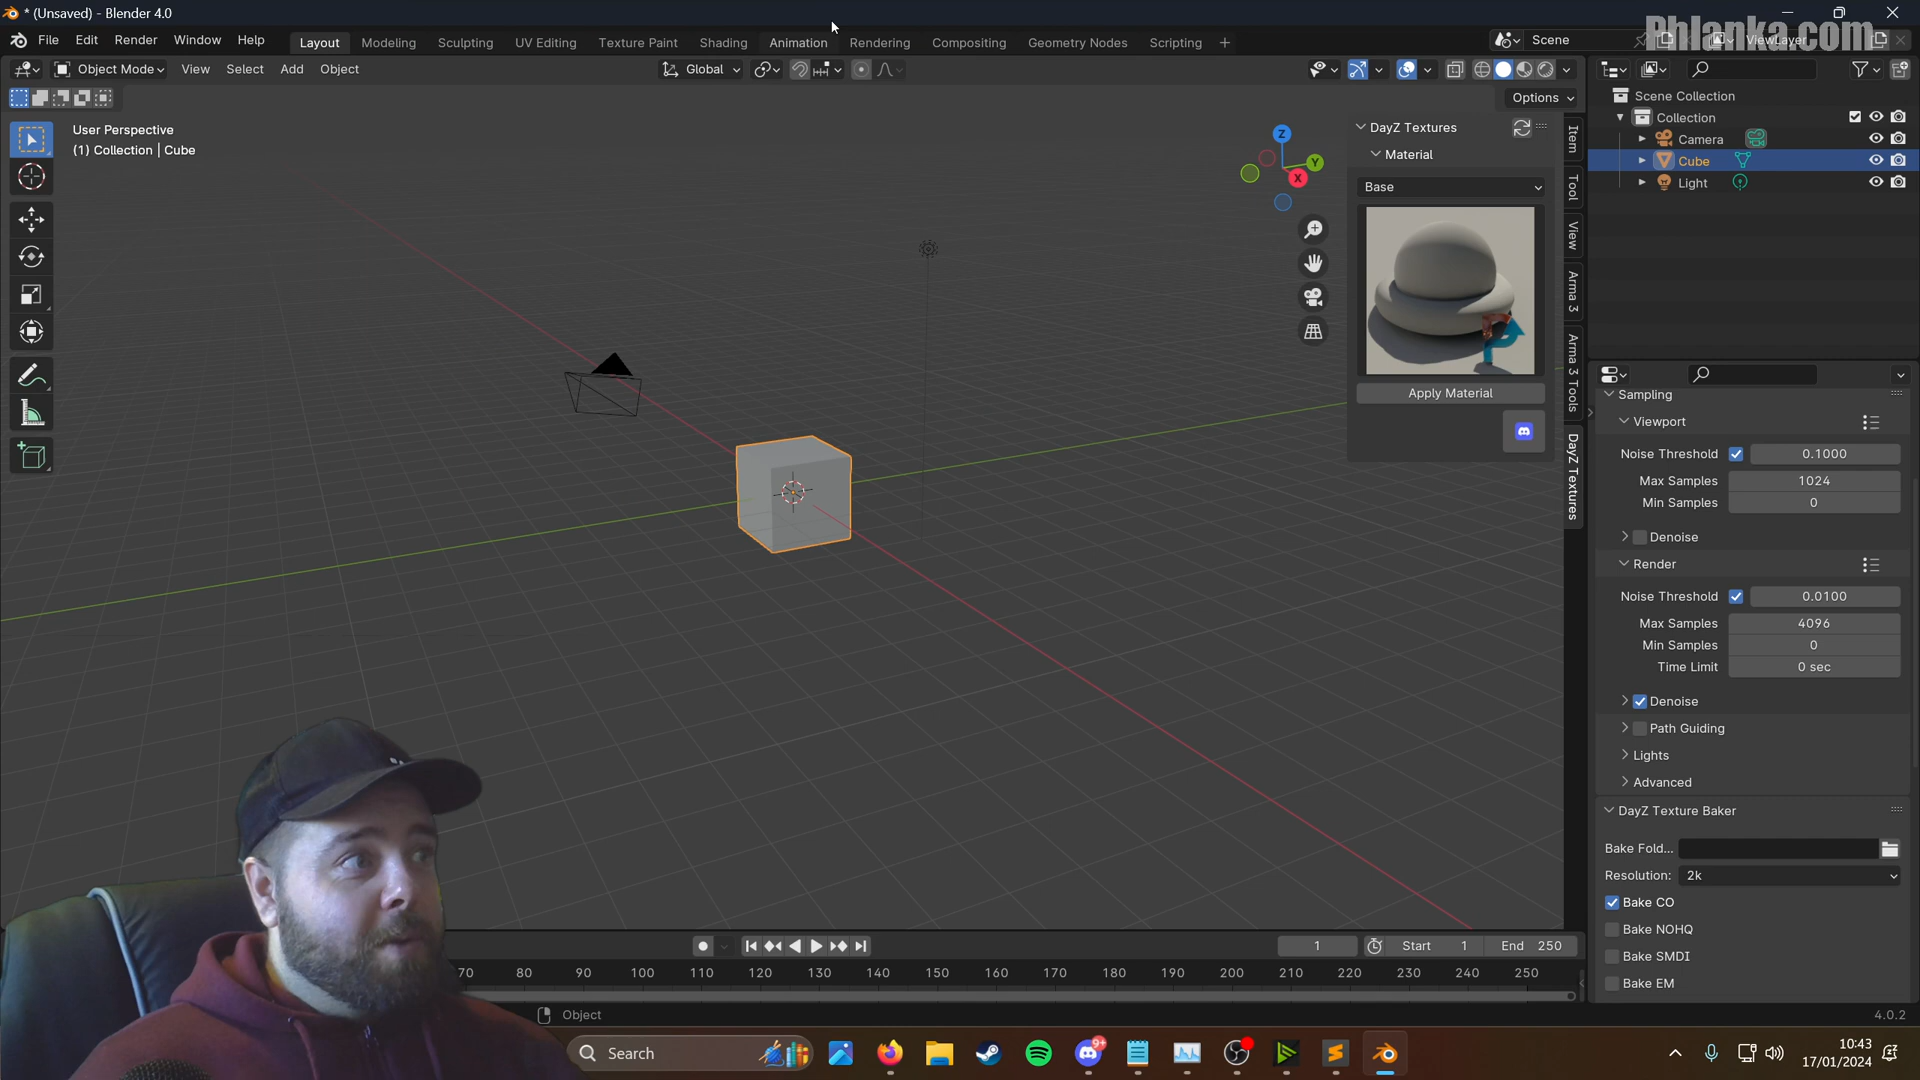 * (Unsaved) - Blender 4.0
Phlanka.com
File Edit Render Window Help
Layout Modeling Sculpting UV Editing Texture Paint Shading Animation Rendering Compositing Geometry Nodes Scripting +
Scene
ViewLayer
Object Mode View Select Add Object
Global
Options
User Perspective
(1) Collection | Cube
Z
Y
X
DayZ Textures
Material
Base
Apply Material
Item
Tool
View
Arma 3
Arma 3 Tools
DayZ Textures
Scene Collection
Collection
Camera
Cube
Light
Sampling
Viewport
Noise Threshold 0.1000
Max Samples 1024
Min Samples 0
Denoise
Render
Noise Threshold 0.0100
Max Samples 4096
Min Samples 0
Time Limit 0 sec
Denoise
Path Guiding
Lights
Advanced
DayZ Texture Baker
Bake Fold...
Resolution: 2k
Bake CO
Bake NOHQ
Bake SMDI
Bake EM
1 Start 1 End 250
70 80 90 100 110 120 130 140 150 160 170 180 190 200 210 220 230 240 250
Object
4.0.2
Search
9+
10:43
17/01/2024